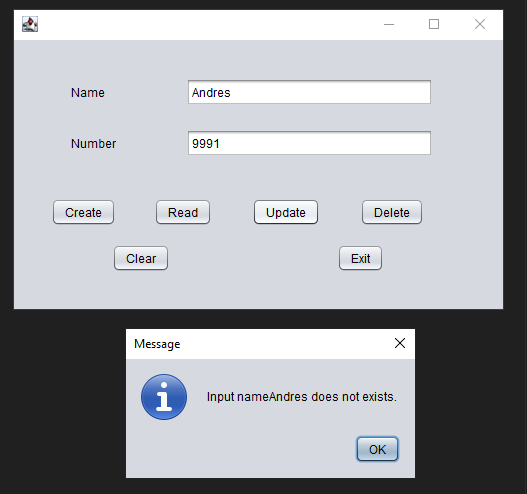 Name
Andres
Number
9991
Create Read Update Delete
Clear Exit
Message
Input nameAndres does not exists.
OK